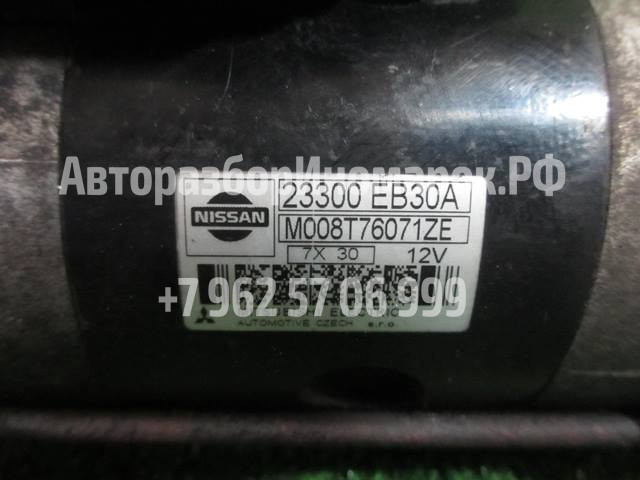 АвторазборИномарок.РФ
NISSAN
23300 EB30A
M008T76071ZE
7X 30 12V
+7 962 57 06 999
AUTOMOTIVE CZECH s.r.o.